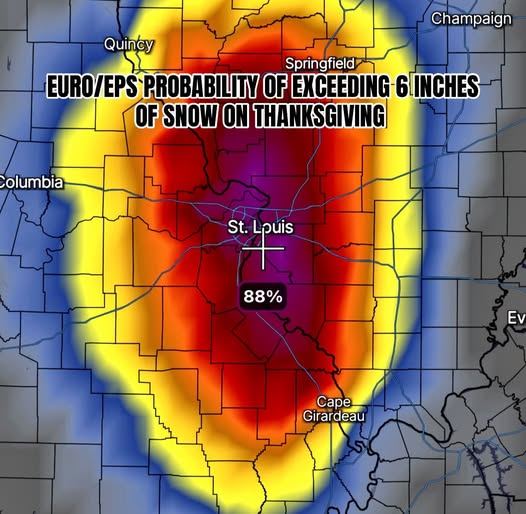 Champaign
Quincy
Springfield
EURO/EPS PROBABILITY OF EXCEEDING 6 INCHES
OF SNOW ON THANKSGIVING
Columbia
St. Louis
88%
Ev
Cape
Girardeau